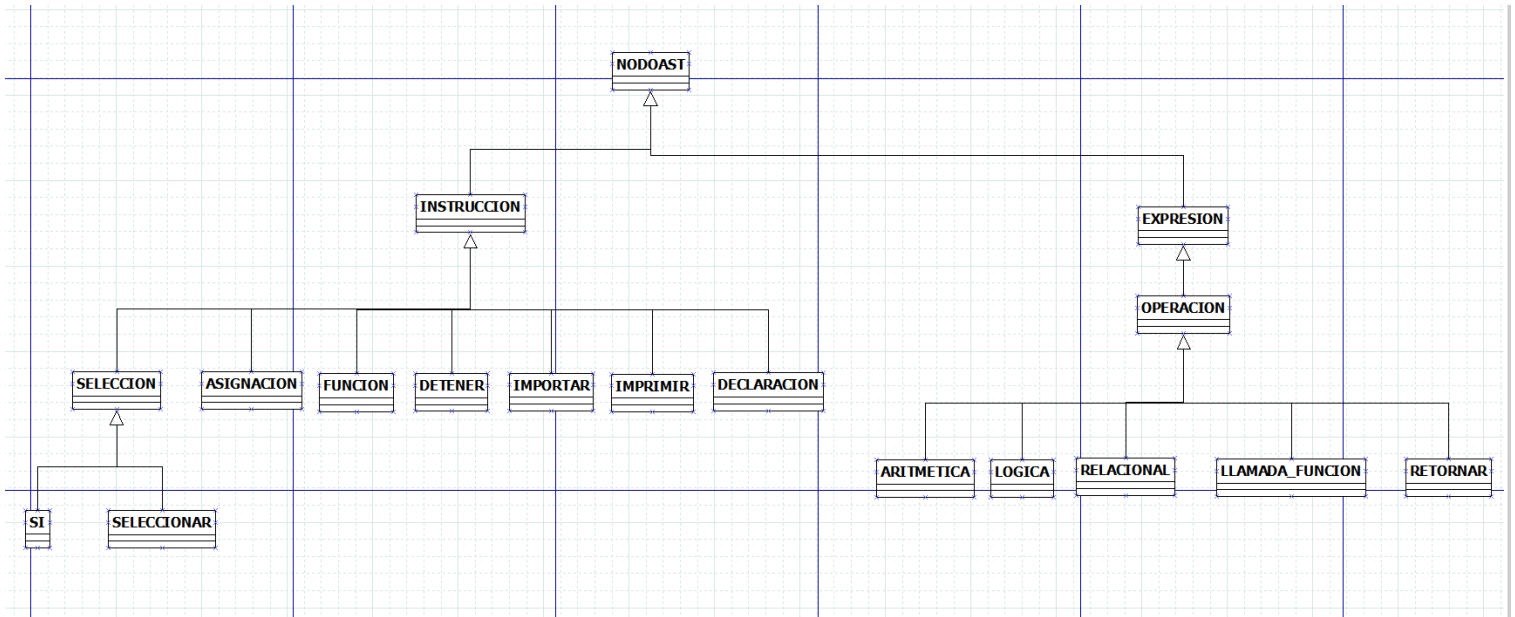 NODOAST
INSTRUCCION
EXPRESION
OPERACION
SELECCION
ASIGNACION
FUNCION
DETENER
IMPORTAR
IMPRIMIR
DECLARACION
ARITMETICA
LOGICA
RELACIONAL
LLAMADA_FUNCION
RETORNAR
SI
SELECCIONAR